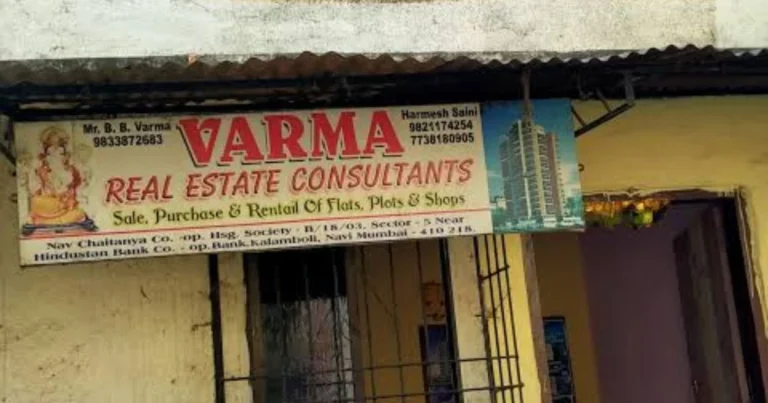 Mr. B. B. Varma
9833872683
VARMA
Harmesh Saini
9821174254
7738180905
REAL ESTATE CONSULTANTS
Sale, Purchase & Rentail Of Flats, Plots & Shops
Nav Chaitanya Co. -op. Hsg. Society - B/18/03, Sector - 5 Near
Hindustan Bank Co. - op.Bank,Kalamboli, Navi Mumbai - 410 218.